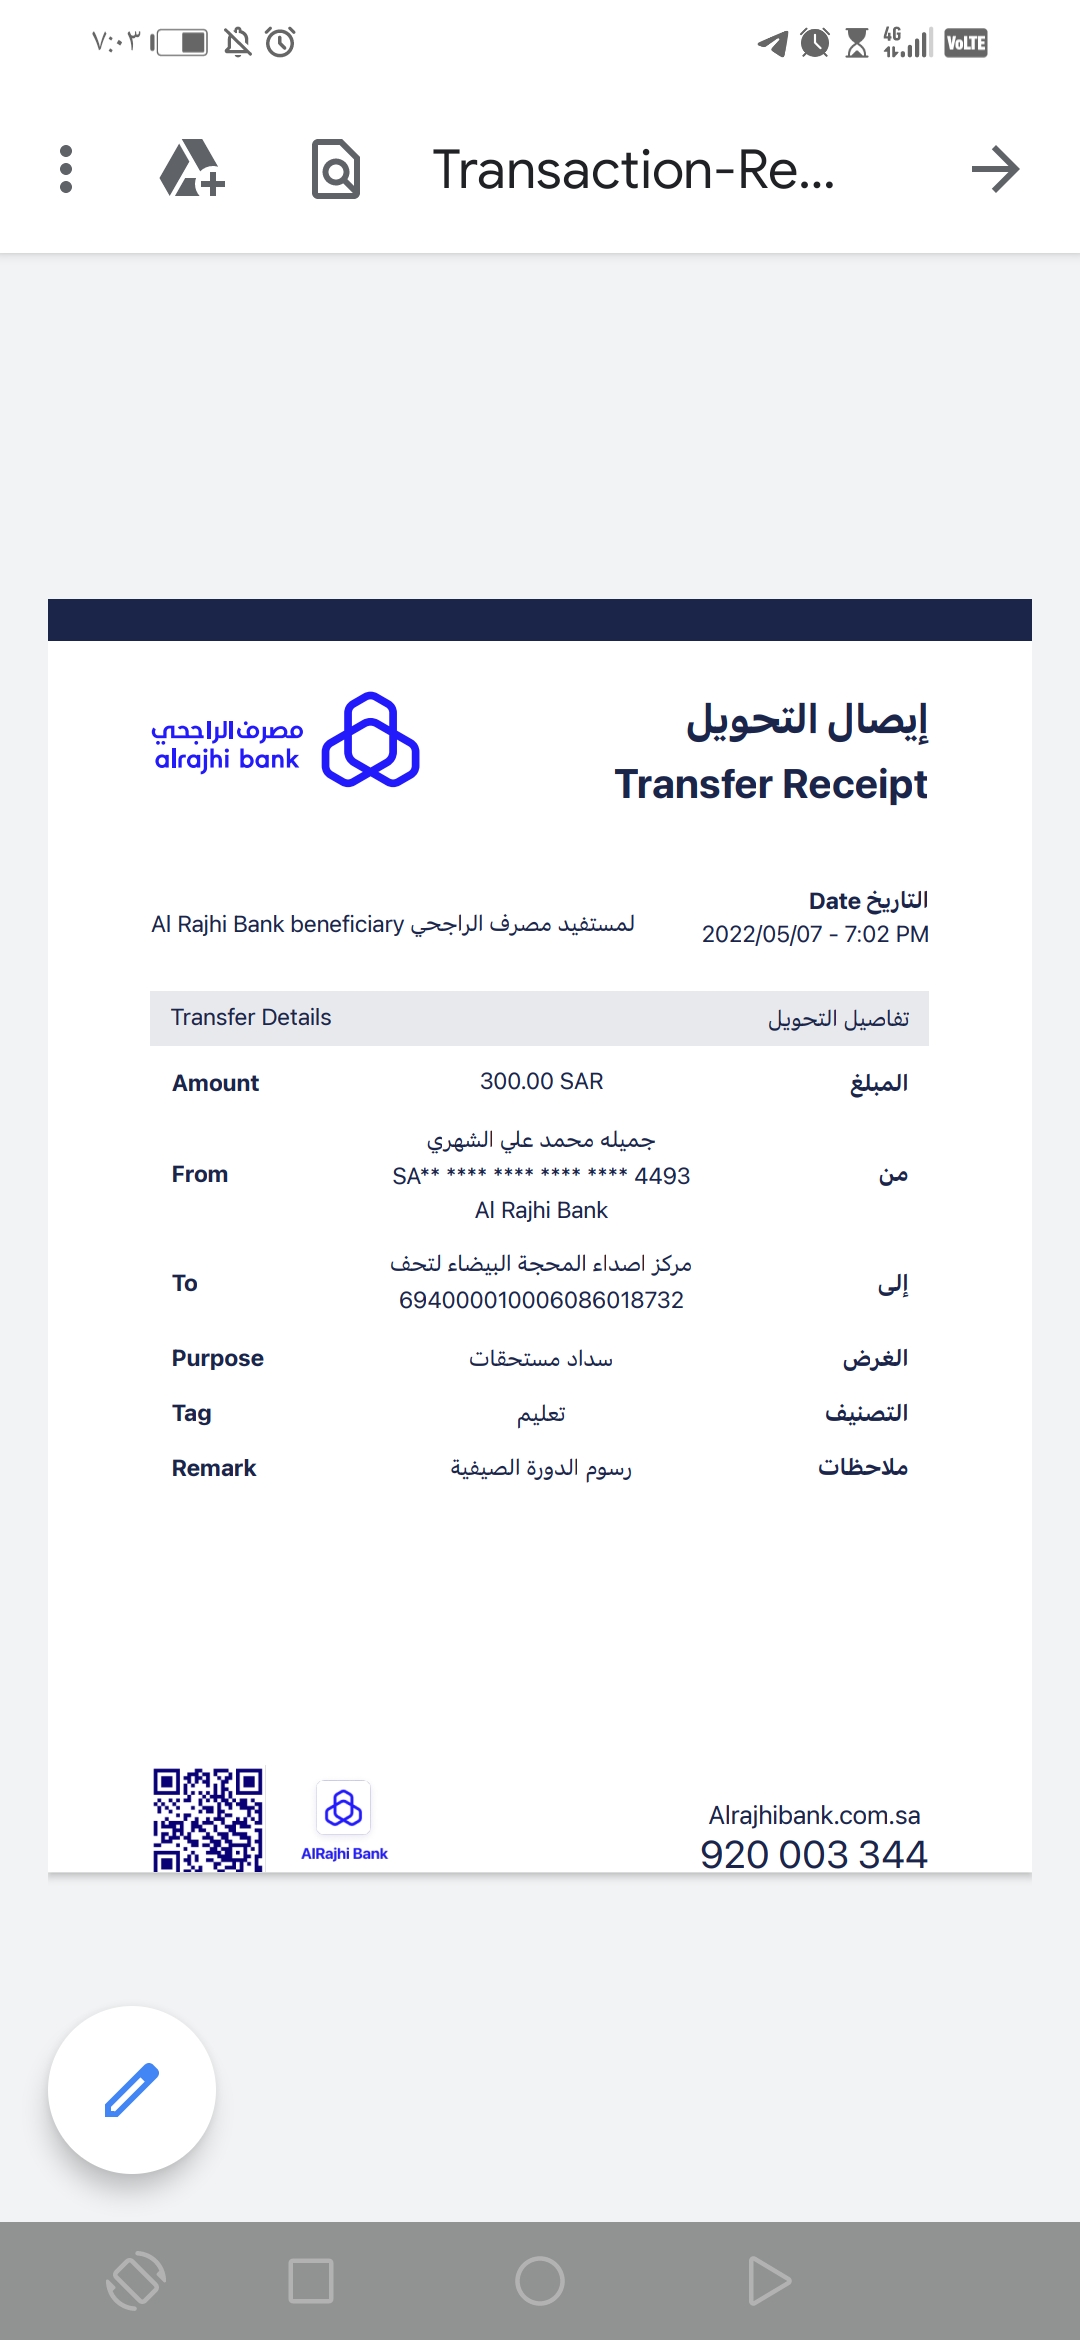 ٧:٠٣
4G
VoLTE
Transaction-Re...
مصرف الراجحي
alrajhi bank
إيصال التحويل
Transfer Receipt
التاريخ Date
2022/05/07 - 7:02 PM
Al Rajhi Bank beneficiary لمستفيد مصرف الراجحي
Transfer Details تفاصيل التحويل
Amount 300.00 SAR المبلغ
جميله محمد علي الشهري
From SA** **** **** **** **** 4493 من
Al Rajhi Bank
مركز اصداء المحجة البيضاء لتحف
To إلى
694000010006086018732
Purpose سداد مستحقات الغرض
Tag تعليم التصنيف
Remark رسوم الدورة الصيفية ملاحظات
AlRajhi Bank
Alrajhibank.com.sa
920 003 344